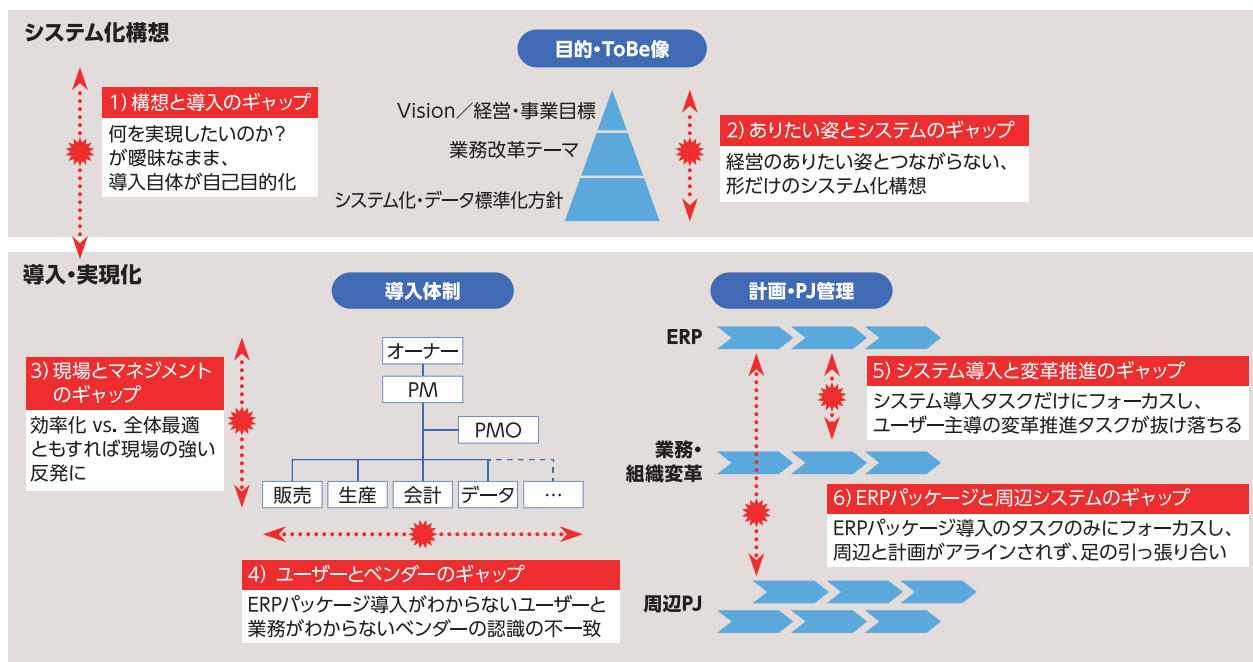 システム化構想
目的・ToBe像
1）構想と導入のギャップ
何を実現したいのか？
が曖昧なまま、
導入自体が自己目的化
Vision／経営・事業目標
業務改革テーマ
システム化・データ標準化方針
2）ありたい姿とシステムのギャップ
経営のありたい姿とつながらない、
形だけのシステム化構想
導入・実現化
導入体制
3）現場とマネジメント
のギャップ
効率化 vs. 全体最適
ともすれば現場の強い
反発に
オーナー
PM
PMO
販売
生産
会計
データ
…
4）ユーザーとベンダーのギャップ
ERPパッケージ導入がわからないユーザーと
業務がわからないベンダーの認識の不一致
計画・PJ管理
ERP
5）システム導入と変革推進のギャップ
システム導入タスクだけにフォーカスし、
ユーザー主導の変革推進タスクが抜け落ちる
業務・
組織変革
6）ERPパッケージと周辺システムのギャップ
ERPパッケージ導入のタスクのみにフォーカスし、
周辺と計画がアラインされず、足の引っ張り合い
周辺PJ